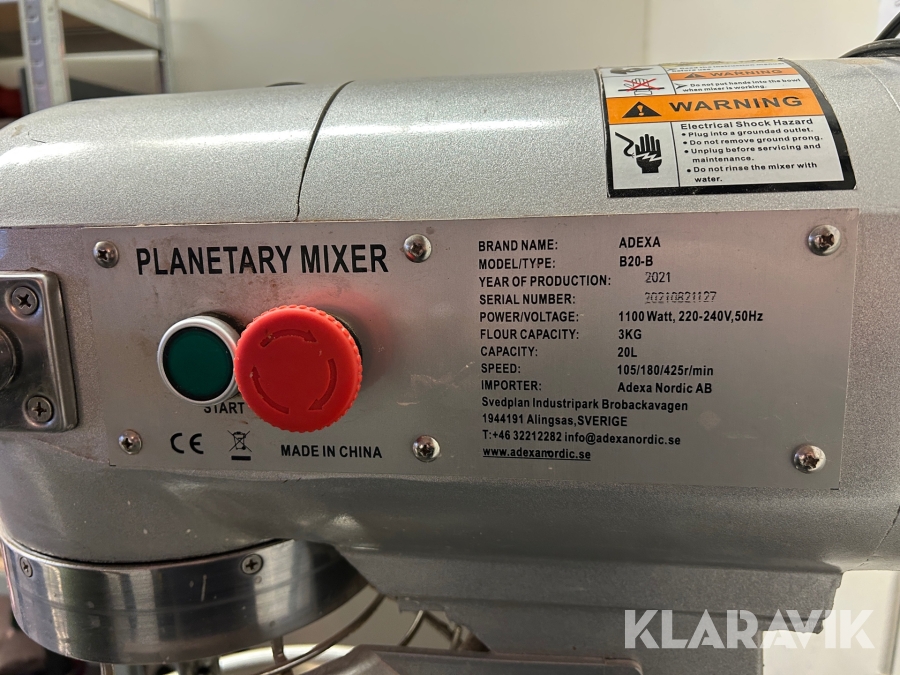 WARNING
Do not put hands into the bowl
when mixer is working.
WARNING
Electrical Shock Hazard
• Plug into a groundad outlet.
• Do not remove ground prong.
• Unplug before servicing and
maintenance.
• Do not rinse the mixer with
water.
PLANETARY MIXER
START
CE
MADE IN CHINA
BRAND NAME: ADEXA
MODEL/TYPE: B20-B
YEAR OF PRODUCTION: 2021
SERIAL NUMBER: 20210821127
POWER/VOLTAGE: 1100 Watt, 220-240V,50Hz
FLOUR CAPACITY: 3KG
CAPACITY: 20L
SPEED: 105/180/425r/min
IMPORTER: Adexa Nordic AB
Svedplan Industripark Brobackavagen
1944191 Alingsas,SVERIGE
T:+46 32212282 info@adexanordic.se
www.adexanordic.se
KLARAVIK